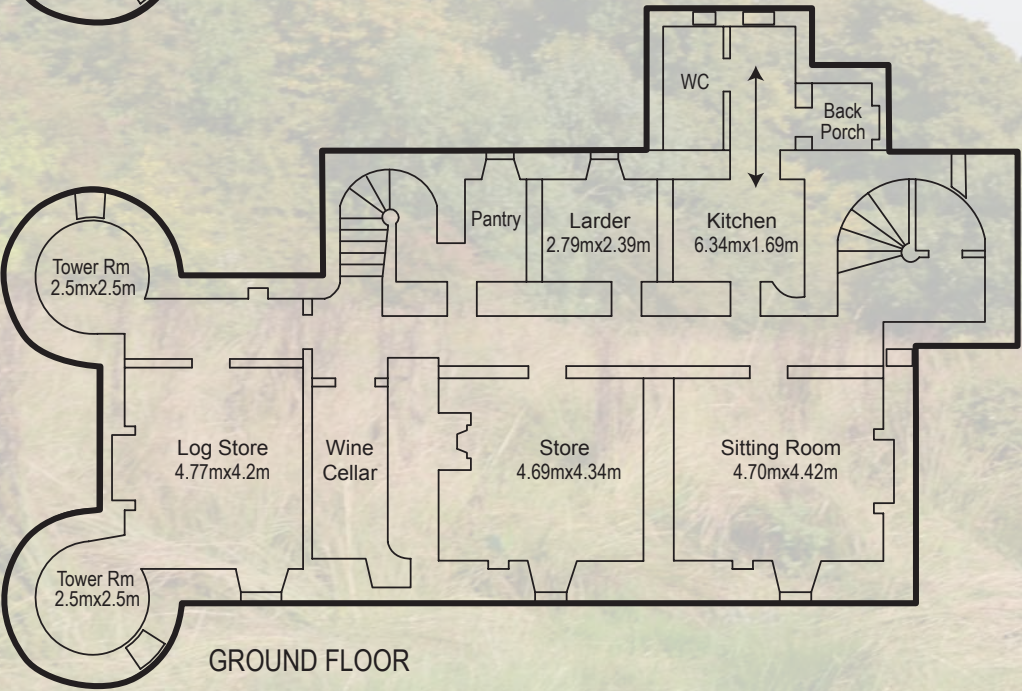 WC
Back
Porch
Pantry
Larder
2.79mx2.39m
Kitchen
6.34mx1.69m
Tower Rm
2.5mx2.5m
Log Store
4.77mx4.2m
Wine
Cellar
Store
4.69mx4.34m
Sitting Room
4.70mx4.42m
Tower Rm
2.5mx2.5m
GROUND FLOOR